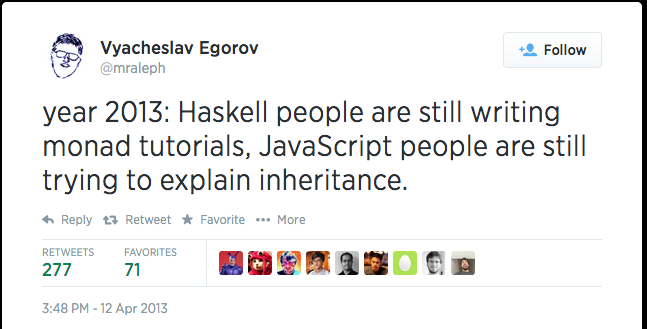 Vyacheslav Egorov
@mraleph
Follow
year 2013: Haskell people are still writing
monad tutorials, JavaScript people are still
trying to explain inheritance.
Reply Retweet Favorite More
RETWEETS FAVORITES
277 71
3:48 PM - 12 Apr 2013